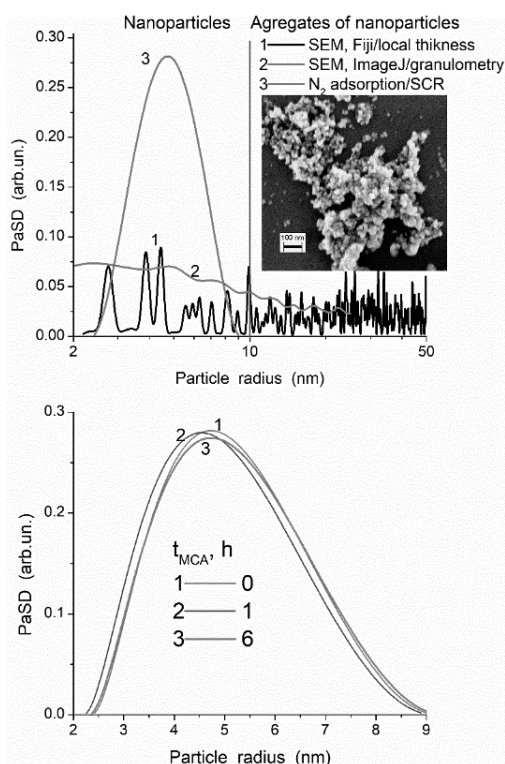 Nanoparticles
Agregates of nanoparticles
1 SEM, Fiji/local thikness
2 SEM, ImageJ/granulometry
3 N₂ adsorption/SCR
100 nm
3
1
2
PaSD (arb.un.)
0.30
0.25
0.20
0.15
0.10
0.05
0.00
2
10
50
Particle radius (nm)
PaSD (arb.un.)
0.3
0.2
0.1
0.0
1
2
3
t_MCA, h
1 0
2 1
3 6
2 3 4 5 6 7 8 9
Particle radius (nm)